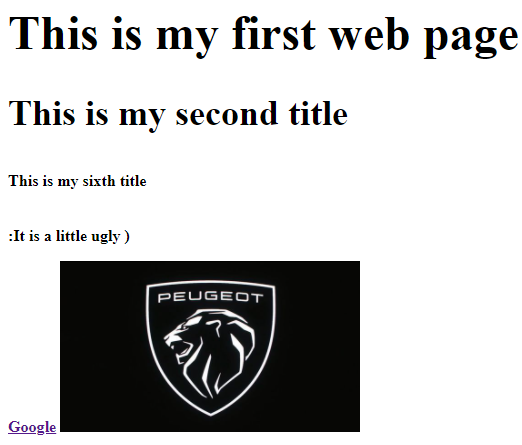 This is my first web page
This is my second title
This is my sixth title
:It is a little ugly )
PEUGEOT
Google